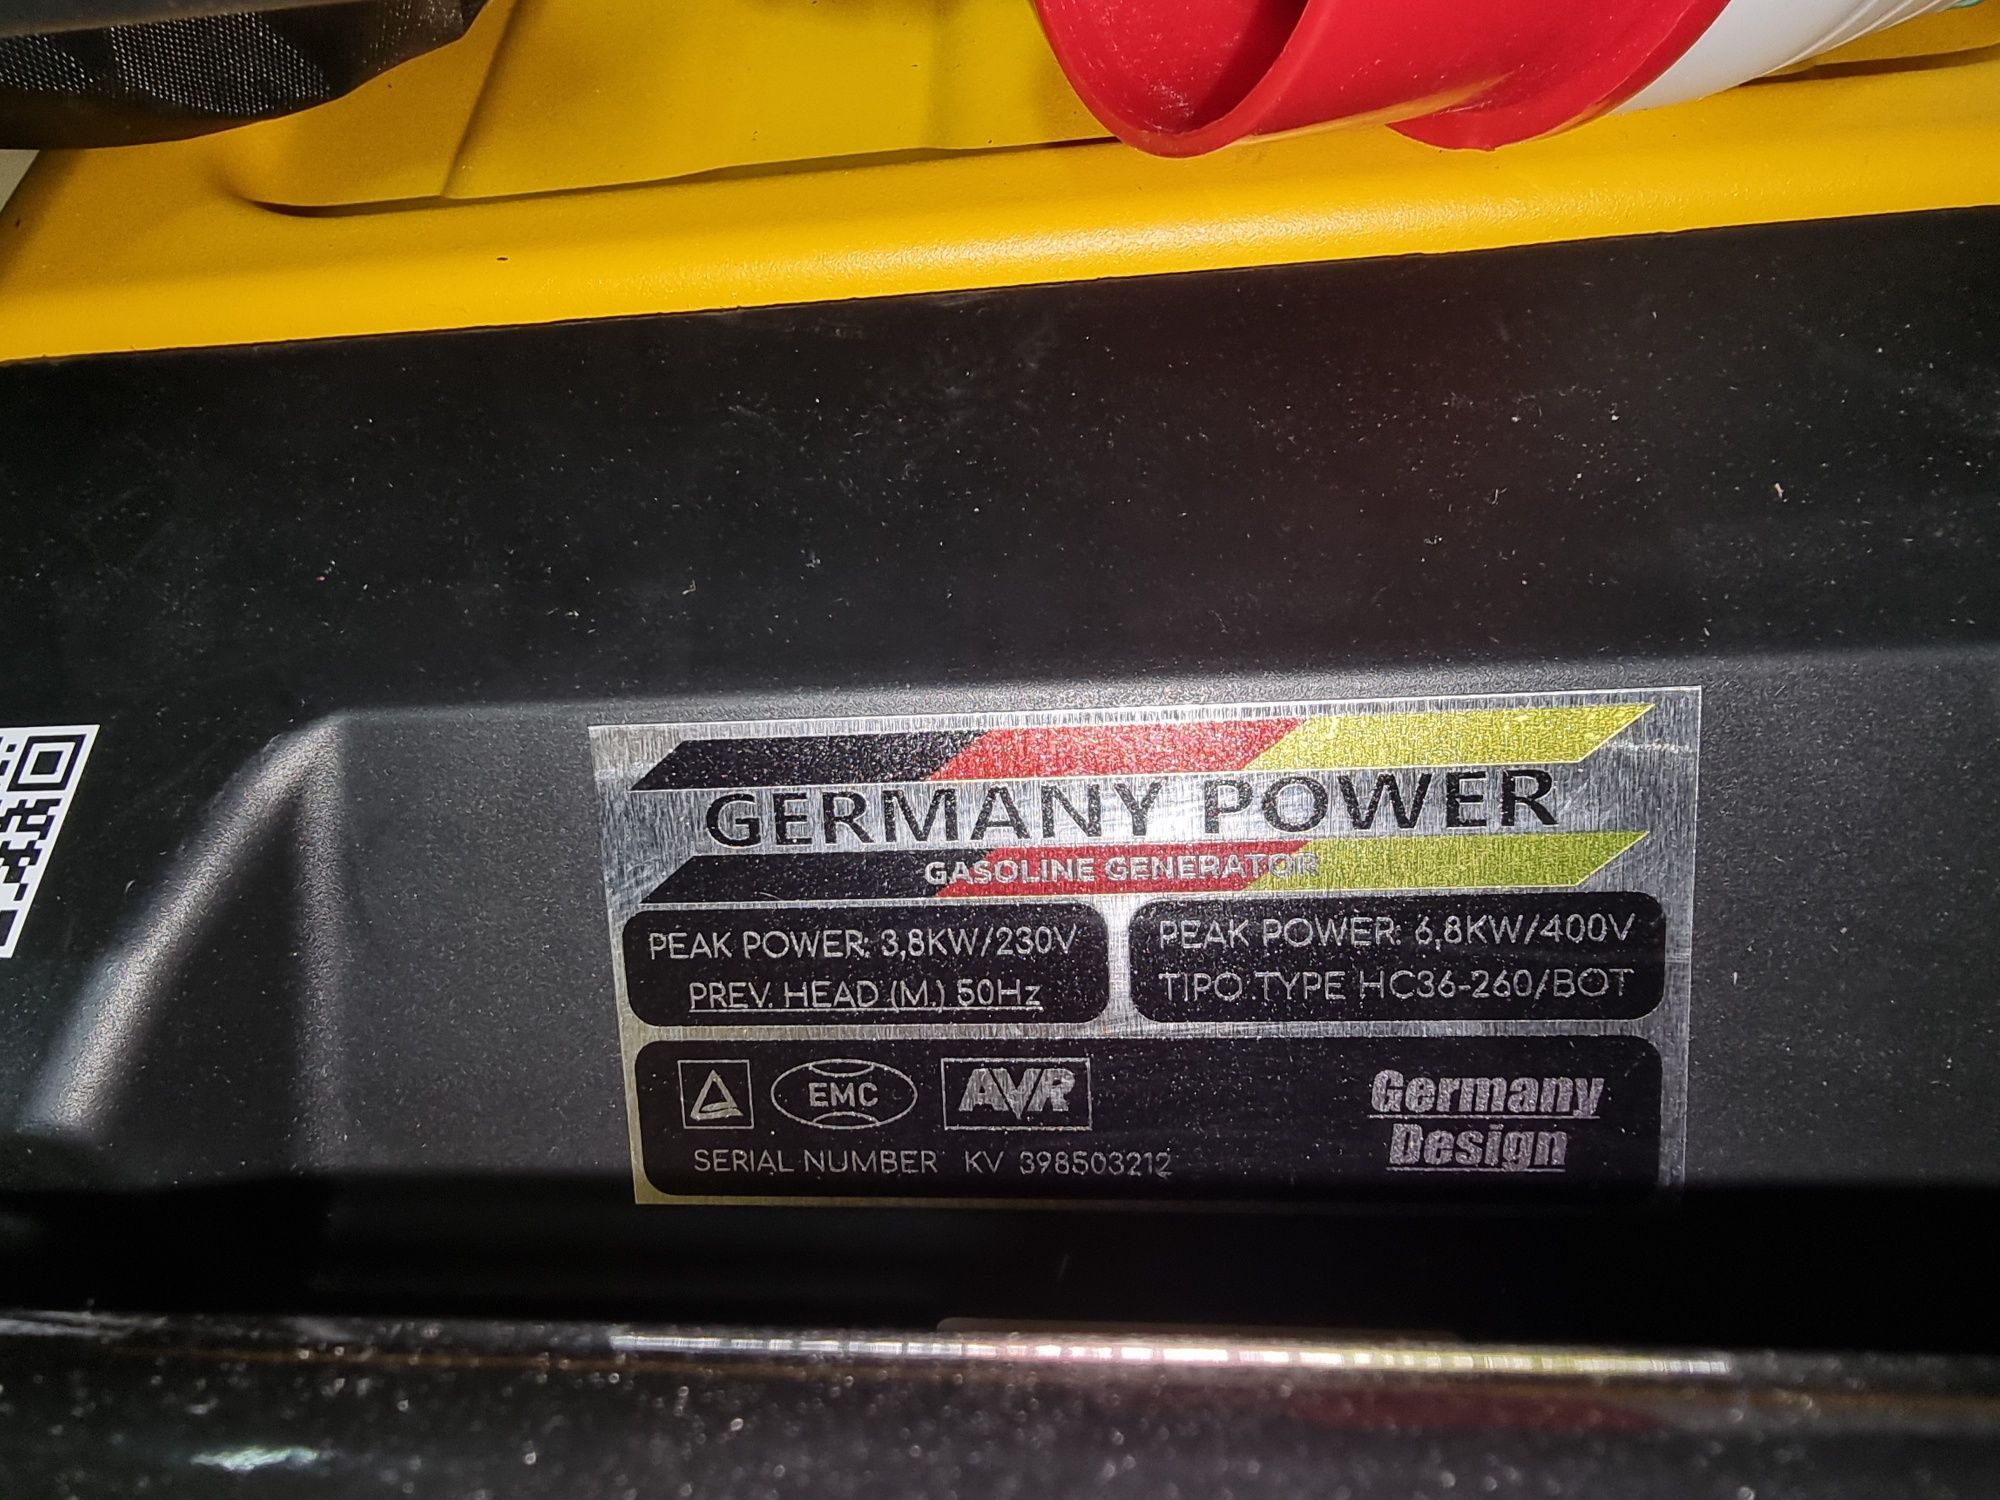 GERMANY POWER
GASOLINE GENERATOR
PEAK POWER: 3,8KW/230V
PREV. HEAD (M.) 50Hz
PEAK POWER: 6,8KW/400V
TIPO TYPE HC36-260/BOT
EMC
AVR
SERIAL NUMBER KV 398503212
Germany
Design